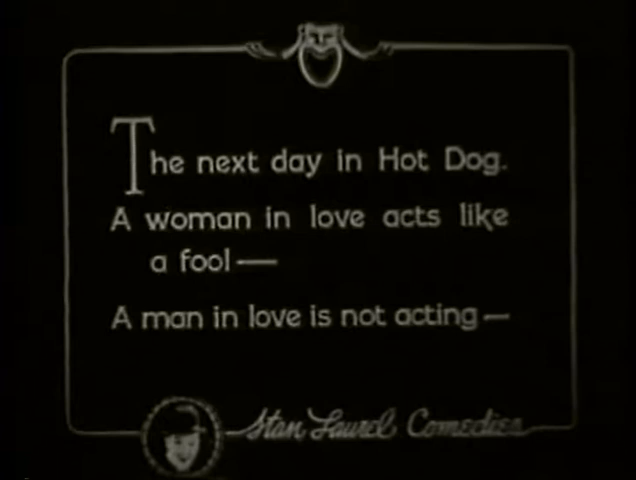 The next day in Hot Dog.
A woman in love acts like
a fool—
A man in love is not acting—
Stan Laurel Comedies